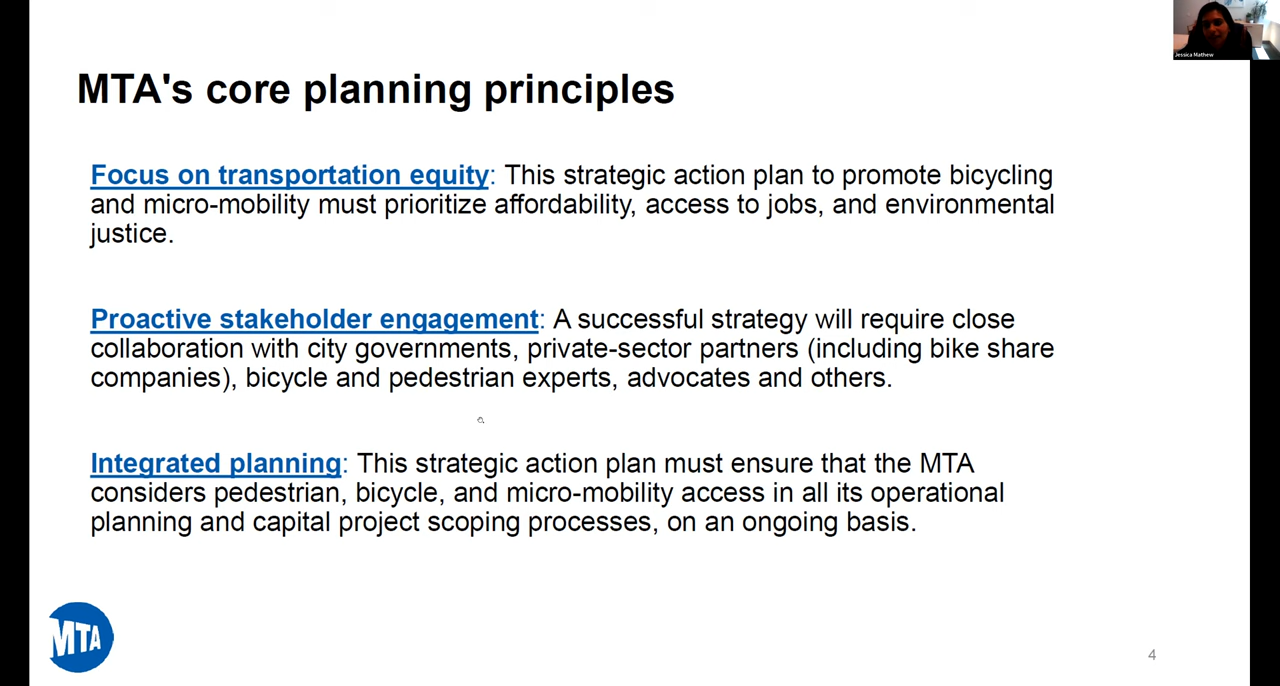 Jessica Mathew
MTA's core planning principles
Focus on transportation equity: This strategic action plan to promote bicycling
and micro-mobility must prioritize affordability, access to jobs, and environmental
justice.
Proactive stakeholder engagement: A successful strategy will require close
collaboration with city governments, private-sector partners (including bike share
companies), bicycle and pedestrian experts, advocates and others.
Integrated planning: This strategic action plan must ensure that the MTA
considers pedestrian, bicycle, and micro-mobility access in all its operational
planning and capital project scoping processes, on an ongoing basis.
MTA
4